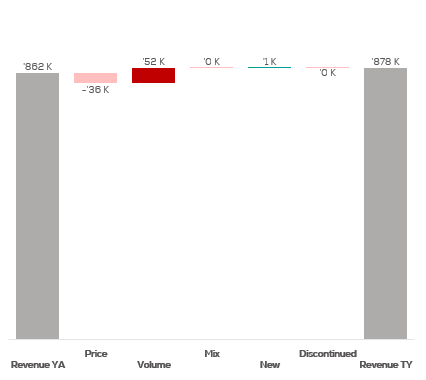 '862 K
-'36 K
'52 K
'0 K
'1 K
'0 K
'878 K
Revenue YA
Price
Volume
Mix
New
Discontinued
Revenue TY